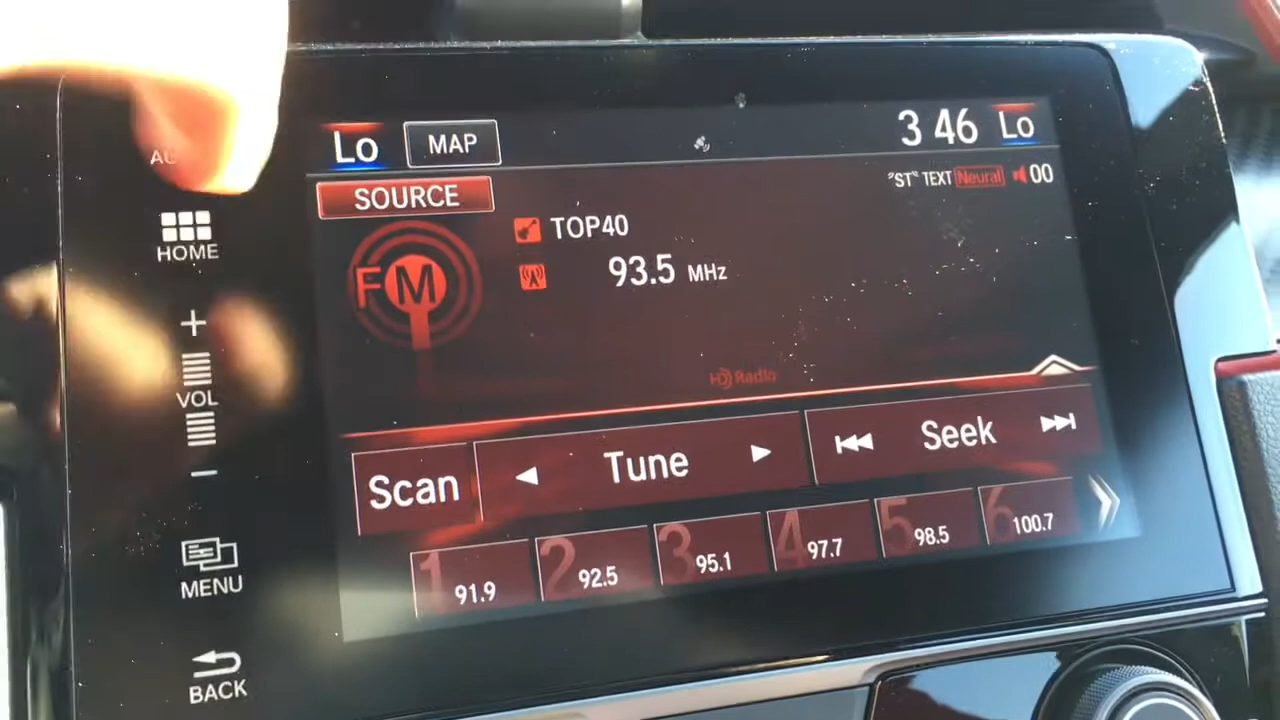 Lo MAP 3 46 Lo
SOURCE "ST" TEXT Neural 00
FM TOP40
93.5 MHz
HD Radio
Scan Tune Seek
1 91.9 2 92.5 3 95.1 4 97.7 5 98.5 6 100.7
HOME
+
VOL
−
MENU
BACK